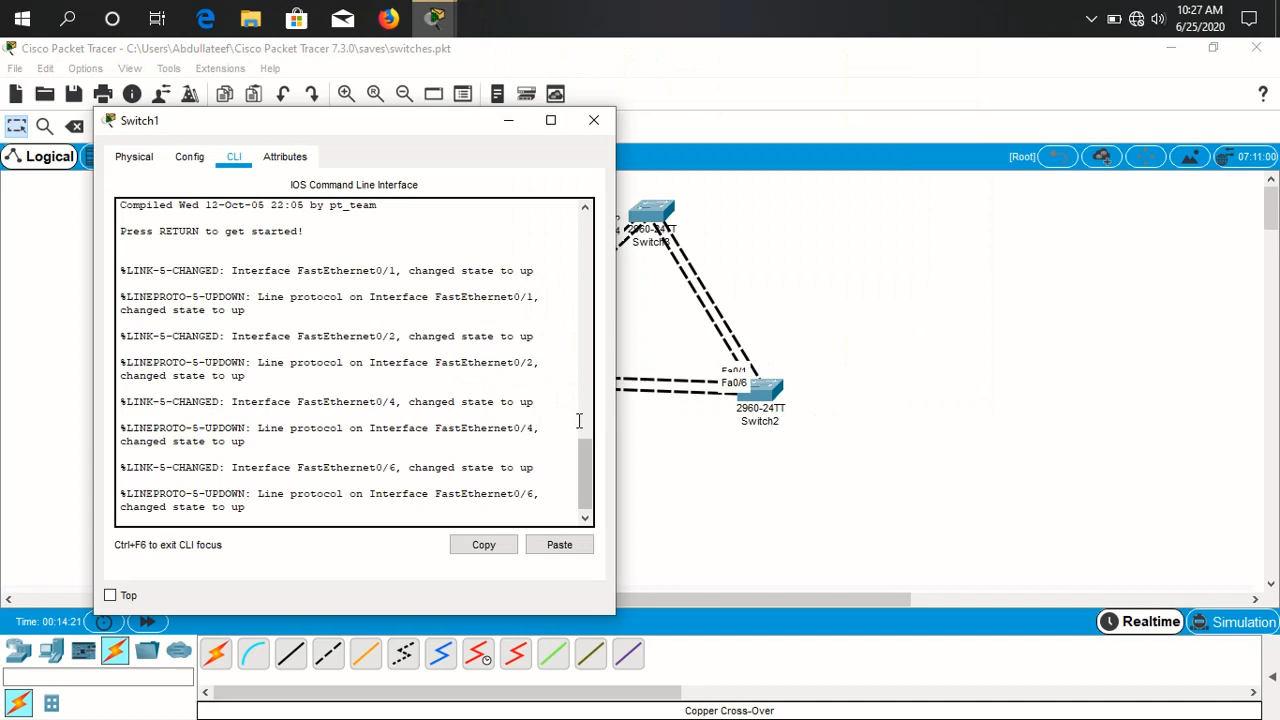 10:27 AM
6/25/2020
Cisco Packet Tracer - C:\Users\Abdullateef\Cisco Packet Tracer 7.3.0\saves\switches.pkt
File Edit Options View Tools Extensions Help
?
Switch1
Logical
[Root]
07:11:00
Physical Config CLI Attributes
IOS Command Line Interface
Compiled Wed 12-Oct-05 22:05 by pt_team
Press RETURN to get started!
%LINK-5-CHANGED: Interface FastEthernet0/1, changed state to up
%LINEPROTO-5-UPDOWN: Line protocol on Interface FastEthernet0/1,
changed state to up
%LINK-5-CHANGED: Interface FastEthernet0/2, changed state to up
%LINEPROTO-5-UPDOWN: Line protocol on Interface FastEthernet0/2,
changed state to up
%LINK-5-CHANGED: Interface FastEthernet0/4, changed state to up
%LINEPROTO-5-UPDOWN: Line protocol on Interface FastEthernet0/4,
changed state to up
%LINK-5-CHANGED: Interface FastEthernet0/6, changed state to up
%LINEPROTO-5-UPDOWN: Line protocol on Interface FastEthernet0/6,
changed state to up
Ctrl+F6 to exit CLI focus
Copy
Paste
Top
2960-24TT
Switch3
Fa0/1
Fa0/6
2960-24TT
Switch2
Time: 00:14:21
Realtime
Simulation
Copper Cross-Over